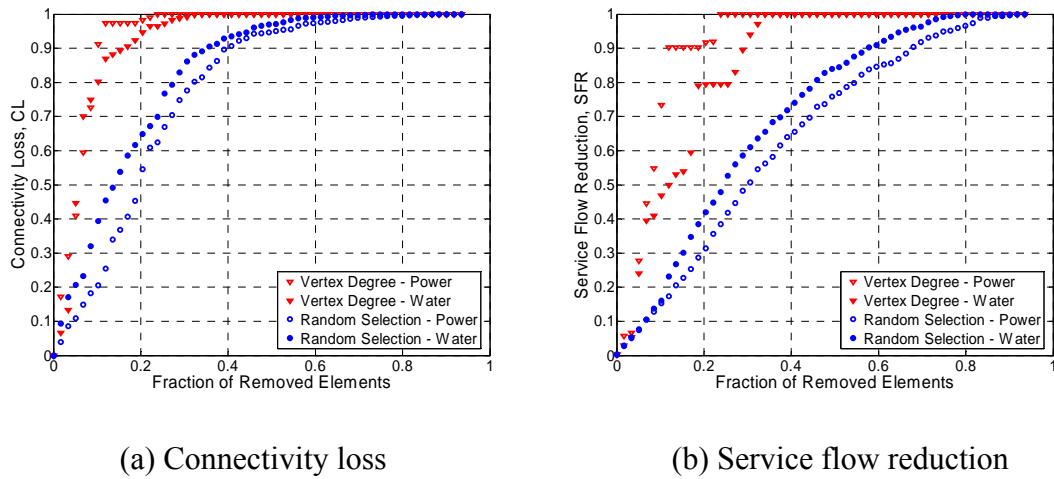 1
0.9
0.8
0.7
0.6
0.5
0.4
0.3
0.2
0.1
0
Connectivity Loss, CL
0 0.2 0.4 0.6 0.8 1
Fraction of Removed Elements
Vertex Degree - Power
Vertex Degree - Water
Random Selection - Power
Random Selection - Water
(a) Connectivity loss
1
0.9
0.8
0.7
0.6
0.5
0.4
0.3
0.2
0.1
0
Service Flow Reduction, SFR
0 0.2 0.4 0.6 0.8 1
Fraction of Removed Elements
Vertex Degree - Power
Vertex Degree - Water
Random Selection - Power
Random Selection - Water
(b) Service flow reduction